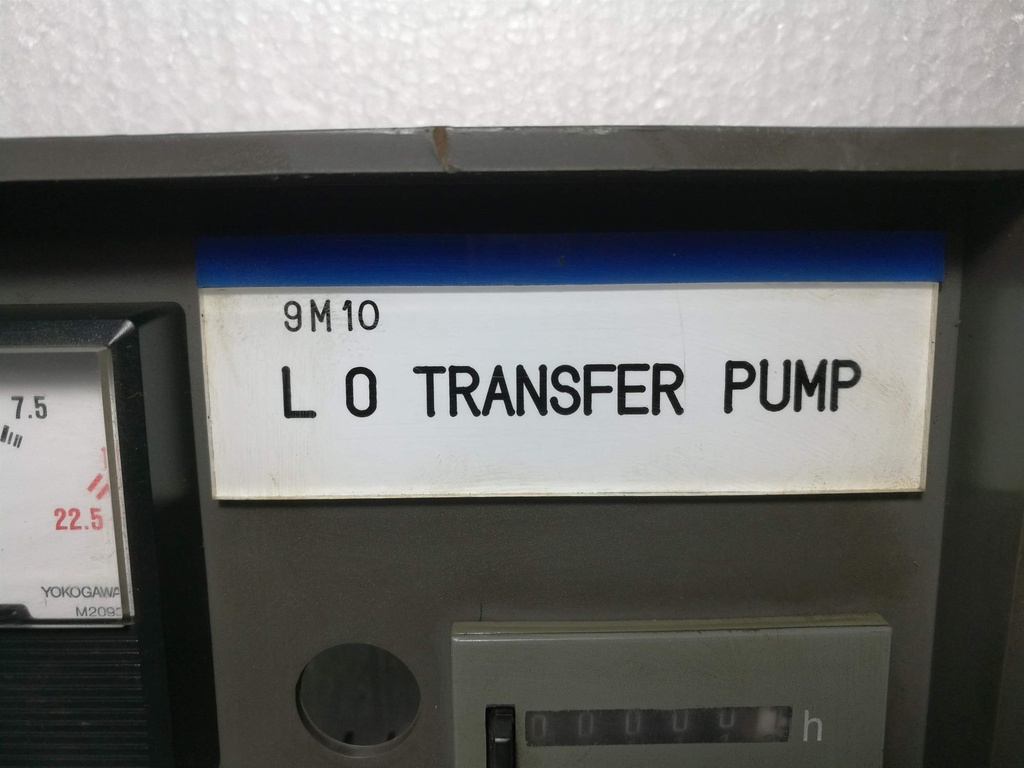 9M10
L O TRANSFER PUMP
7.5
22.5
YOKOGAWA
h